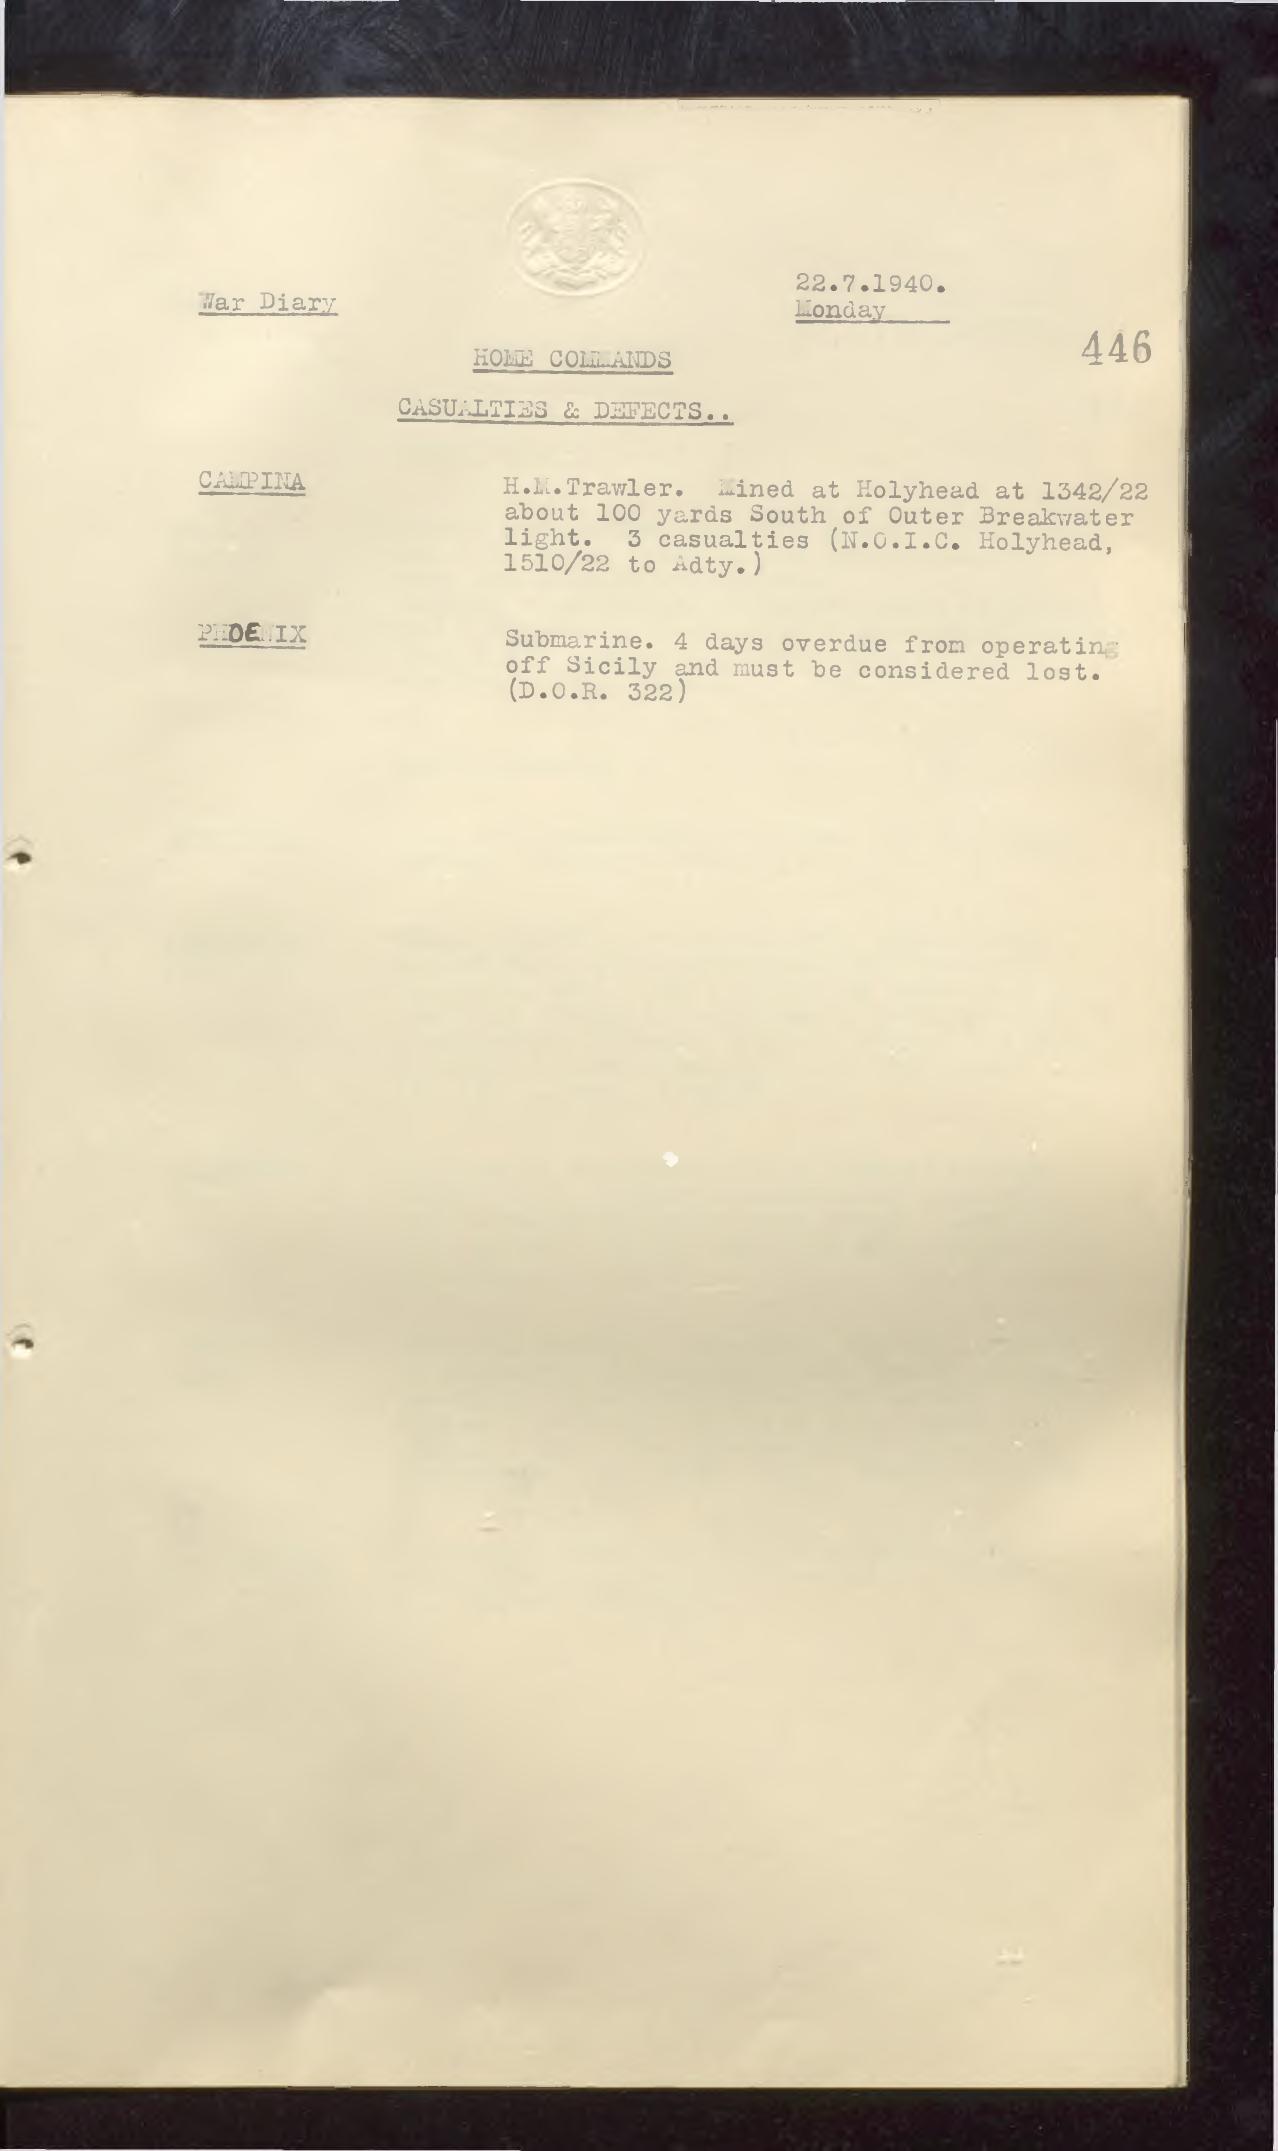 War Diary
22.7.1940.
Monday
446
HOME COMMANDS
CASUALTIES & DEFECTS..
CAMPINA
H.M.Trawler. Mined at Holyhead at 1342/22
about 100 yards South of Outer Breakwater
light. 3 casualties (N.O.I.C. Holyhead,
1510/22 to Adty.)
PHOENIX
Submarine. 4 days overdue from operating
off Sicily and must be considered lost.
(D.O.R. 322)